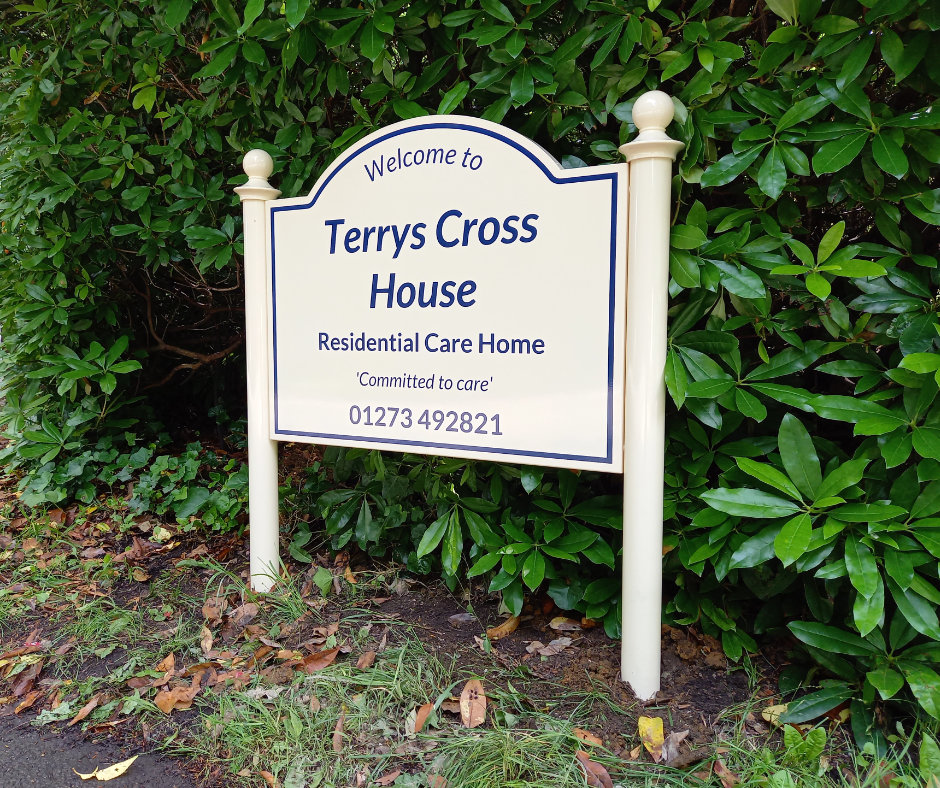 Welcome to
Terrys Cross
House
Residential Care Home
'Committed to care'
01273 492821